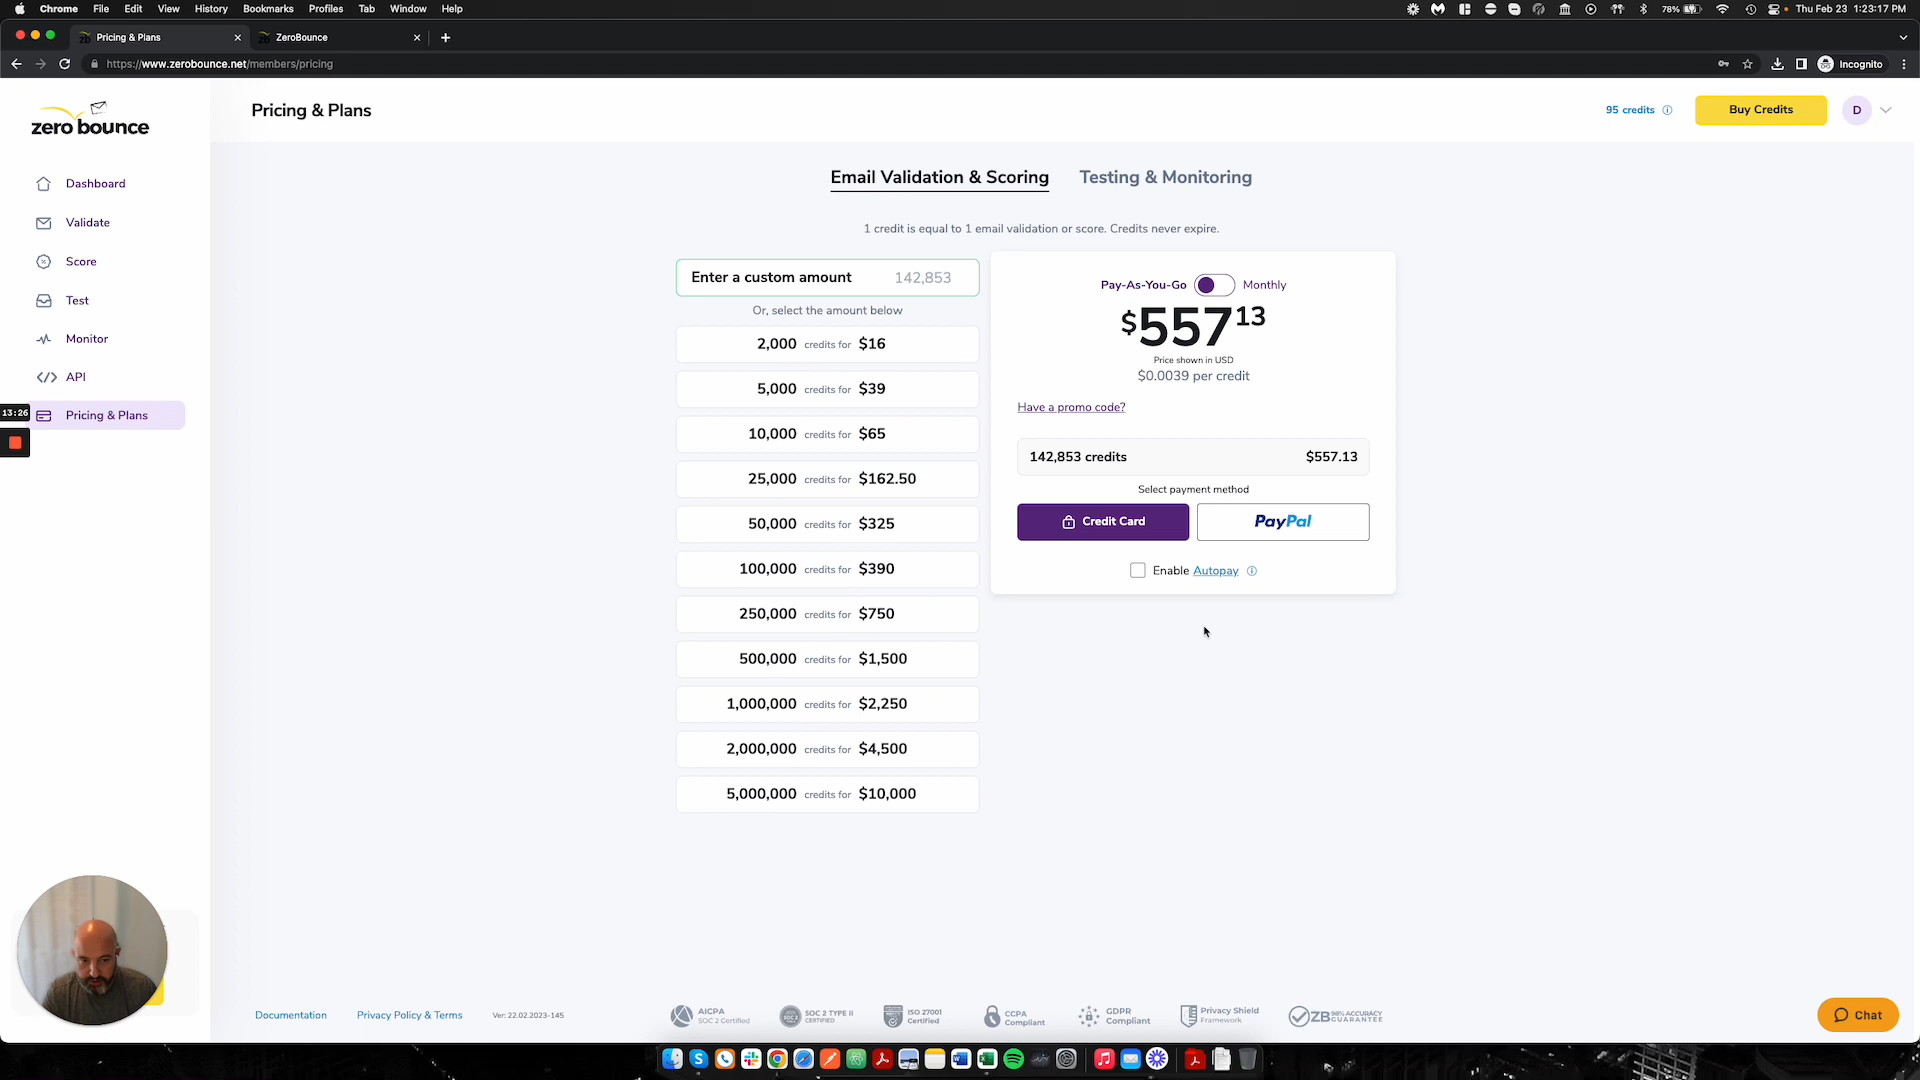 Chrome File Edit View History Bookmarks Profiles Tab Window Help
78% Thu Feb 23 1:23:17 PM
Pricing & Plans
ZeroBounce
https://www.zerobounce.net/members/pricing
Incognito
zero bounce
Pricing & Plans
95 credits
Buy Credits
D
Dashboard
Validate
Score
Test
Monitor
API
Pricing & Plans
13:26
Email Validation & Scoring
Testing & Monitoring
1 credit is equal to 1 email validation or score. Credits never expire.
Enter a custom amount 142,853
Or, select the amount below
2,000 credits for $16
5,000 credits for $39
10,000 credits for $65
25,000 credits for $162.50
50,000 credits for $325
100,000 credits for $390
250,000 credits for $750
500,000 credits for $1,500
1,000,000 credits for $2,250
2,000,000 credits for $4,500
5,000,000 credits for $10,000
Pay-As-You-Go Monthly
$557 13
Price shown in USD
$0.0039 per credit
Have a promo code?
142,853 credits $557.13
Select payment method
Credit Card
PayPal
Enable Autopay
Documentation
Privacy Policy & Terms
Ver: 22.02.2023-145
AICPA
SOC 2 Certified
SOC 2 TYPE II
CERTIFIED
ISO 27001
Certified
CCPA
Compliant
GDPR
Compliant
Privacy Shield
Framework
ZB 98% ACCURACY
GUARANTEE
Chat